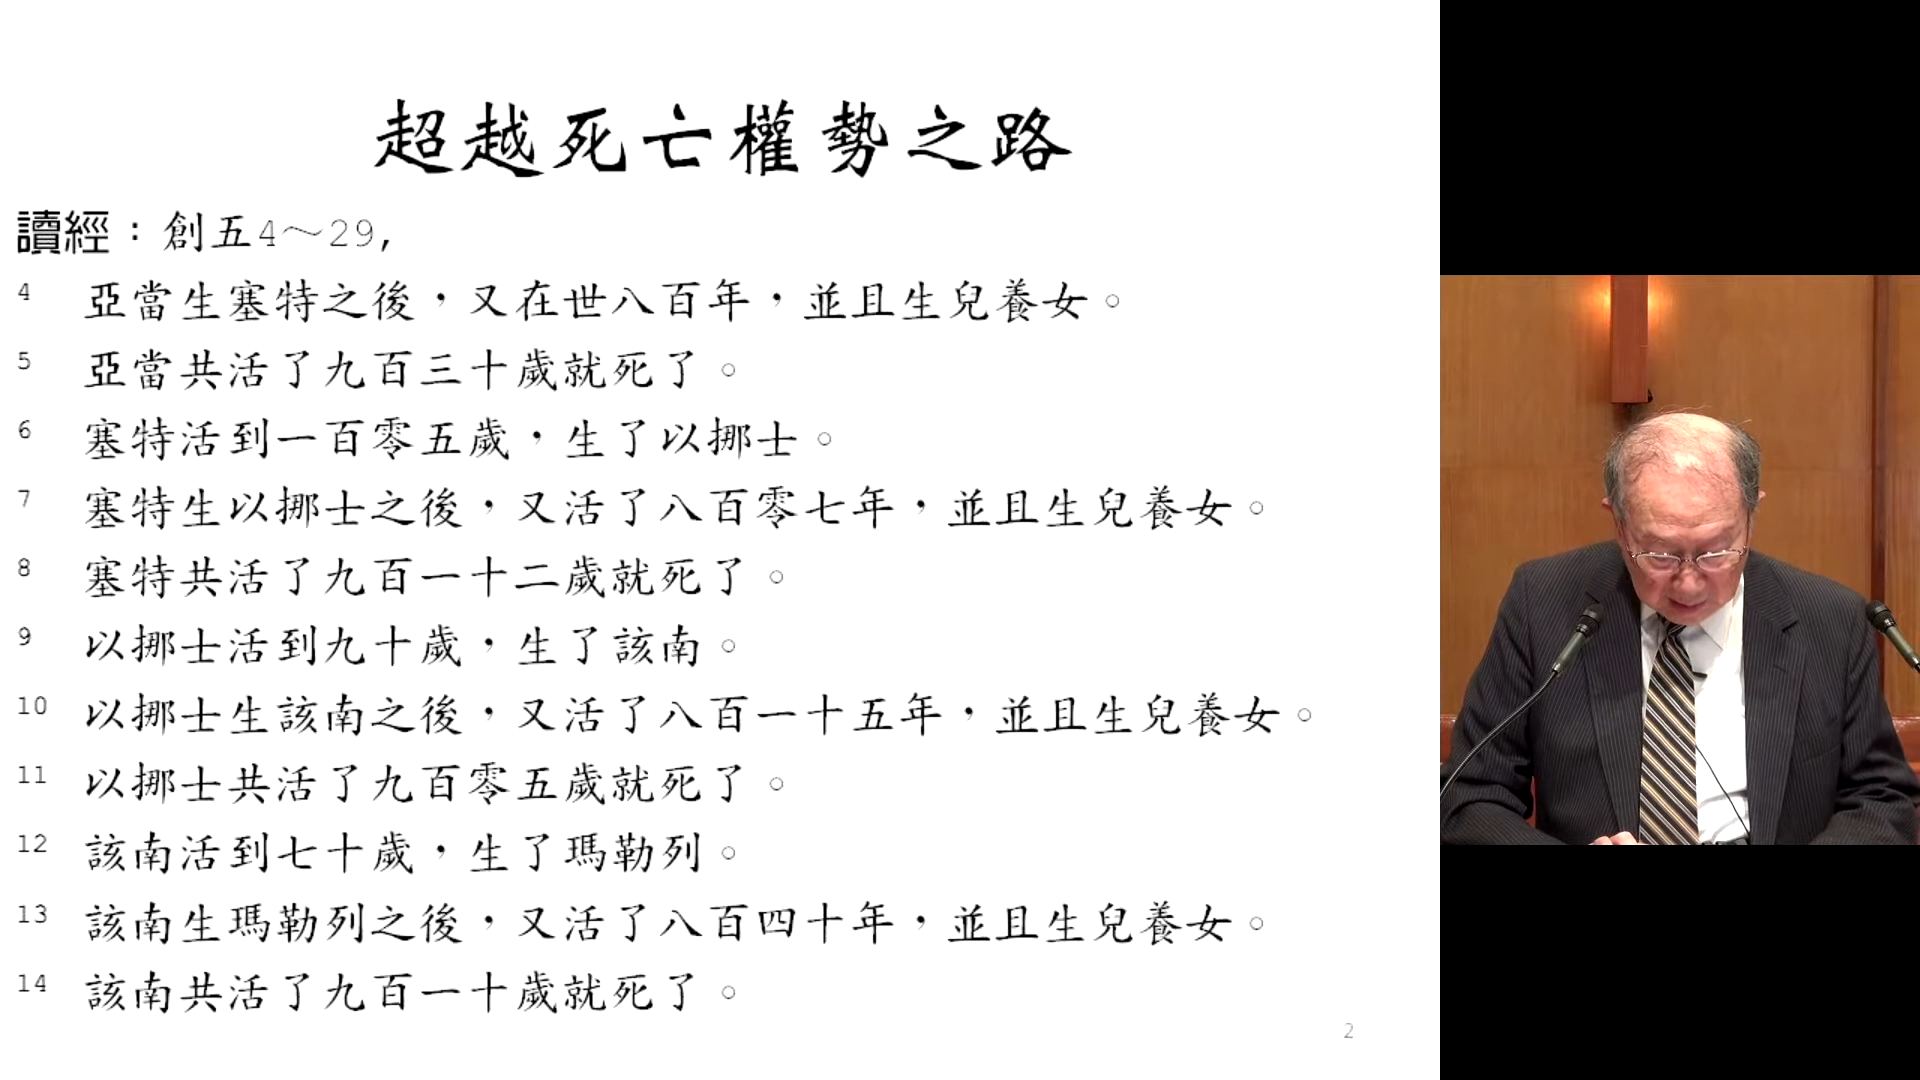 超越死亡權勢之路
讀經：創五4～29,
4 亞當生塞特之後，又在世八百年，並且生兒養女。
5 亞當共活了九百三十歲就死了。
6 塞特活到一百零五歲，生了以挪士。
7 塞特生以挪士之後，又活了八百零七年，並且生兒養女。
8 塞特共活了九百一十二歲就死了。
9 以挪士活到九十歲，生了該南。
10 以挪士生該南之後，又活了八百一十五年，並且生兒養女。
11 以挪士共活了九百零五歲就死了。
12 該南活到七十歲，生了瑪勒列。
13 該南生瑪勒列之後，又活了八百四十年，並且生兒養女。
14 該南共活了九百一十歲就死了。
2